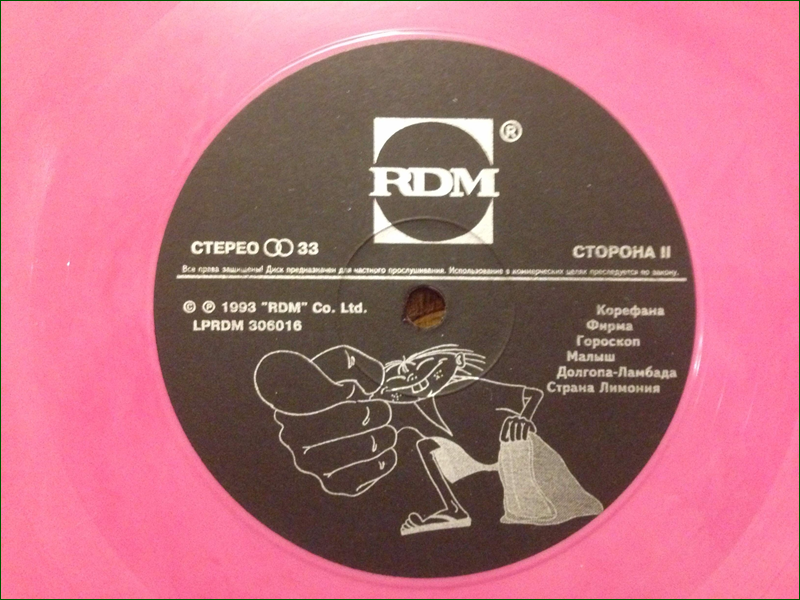 RDM ®
СТЕРЕО 33
СТОРОНА II
Все права защищены! Диск предназначен для частного прослушивания. Использование в коммерческих целях преследуется по закону.
© ℗ 1993 "RDM" Co. Ltd.
LPRDM 306016
Корефана
Фирма
Гороскоп
Малыш
Долгопа-Ламбада
Страна Лимония